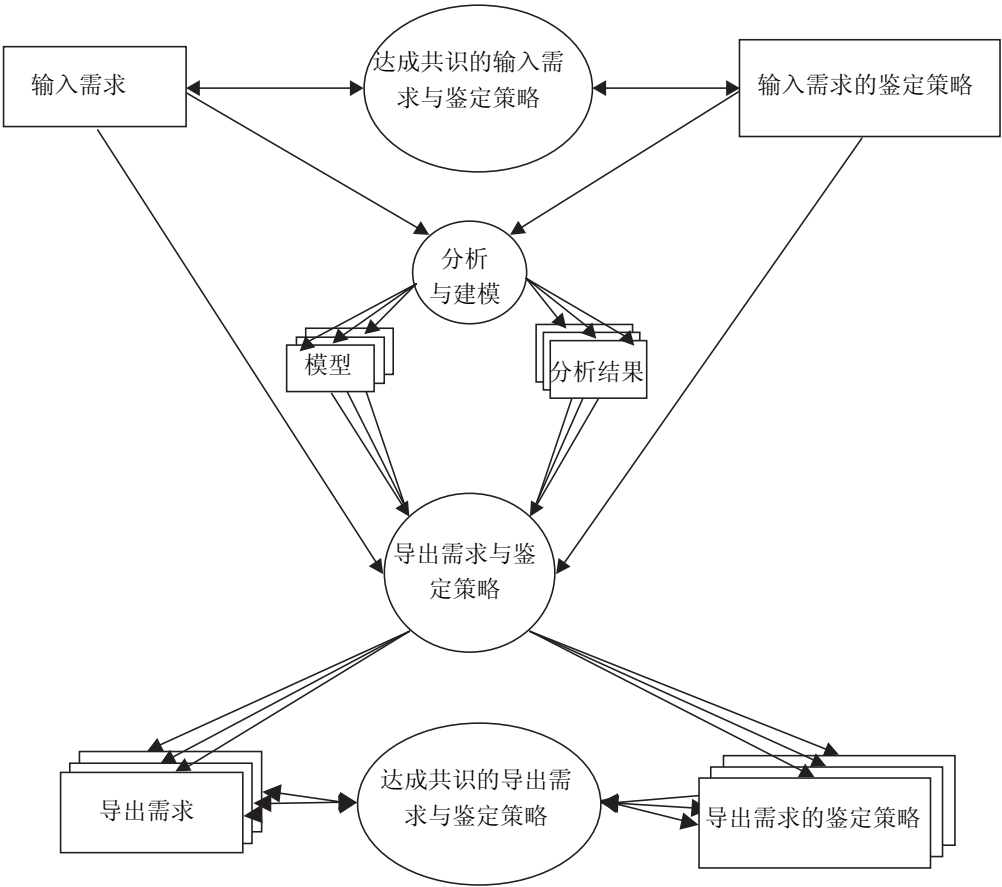 输入需求
达成共识的输入需
求与鉴定策略
输入需求的鉴定策略
分析
与建模
模型
分析结果
导出需求与鉴
定策略
导出需求
达成共识的导出需
求与鉴定策略
导出需求的鉴定策略